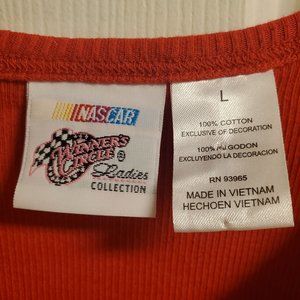 NASCAR
WINNER'S
CIRCLE ®
Ladies
COLLECTION
L
100% COTTON
EXCLUSIVE OF DECORATION
100% ALGODON
EXCLUYENDO LA DECORACION
RN 93965
MADE IN VIETNAM
HECHOEN VIETNAM